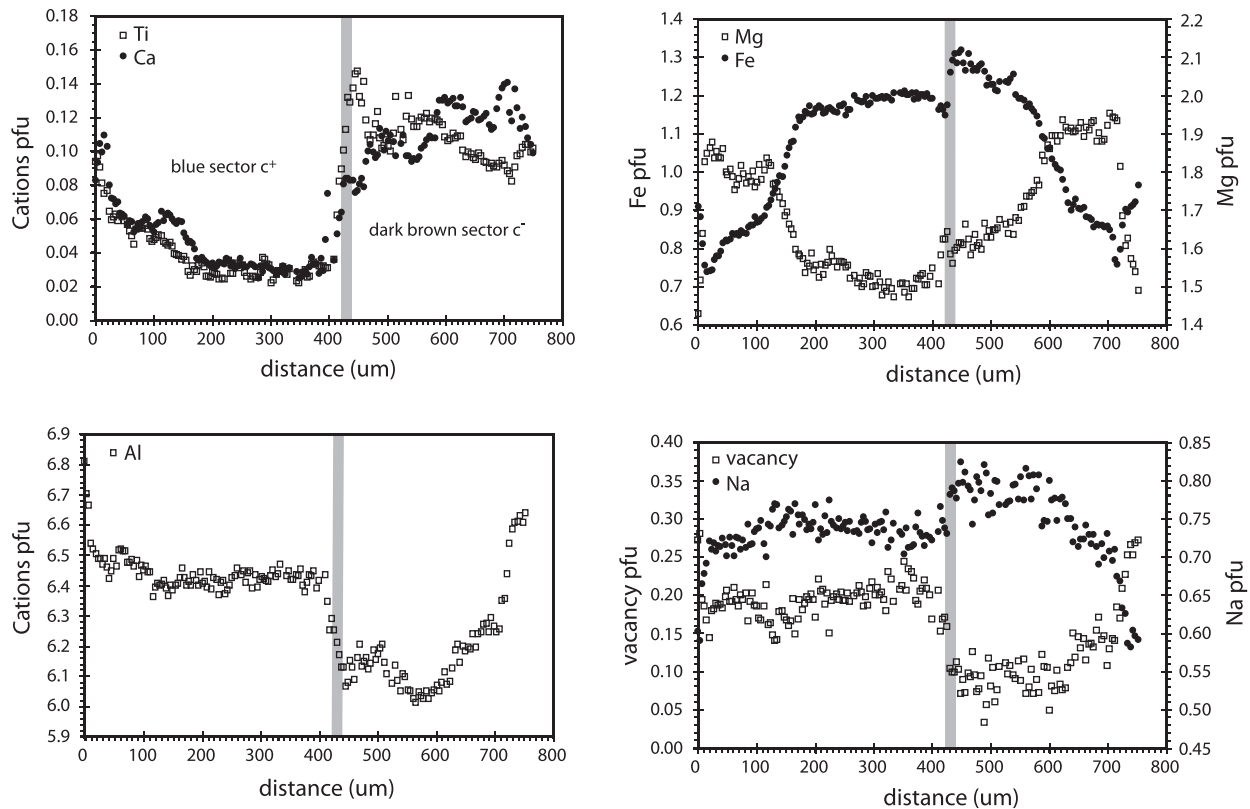 0.18
0.16
0.14
0.12
0.10
0.08
0.06
0.04
0.02
0.00
Cations pfu
Ti
Ca
blue sector c+
dark brown sector c-
0 100 200 300 400 500 600 700 800
distance (um)
1.4
1.3
1.2
1.1
1.0
0.9
0.8
0.7
0.6
Fe pfu
Mg
Fe
2.2
2.1
2.0
1.9
1.8
1.7
1.6
1.5
1.4
Mg pfu
0 100 200 300 400 500 600 700 800
distance (um)
6.9
6.8
6.7
6.6
6.5
6.4
6.3
6.2
6.1
6.0
5.9
Cations pfu
Al
0 100 200 300 400 500 600 700 800
distance (um)
0.40
0.35
0.30
0.25
0.20
0.15
0.10
0.05
0.00
vacancy pfu
vacancy
Na
0.85
0.80
0.75
0.70
0.65
0.60
0.55
0.50
0.45
Na pfu
0 100 200 300 400 500 600 700 800
distance (um)